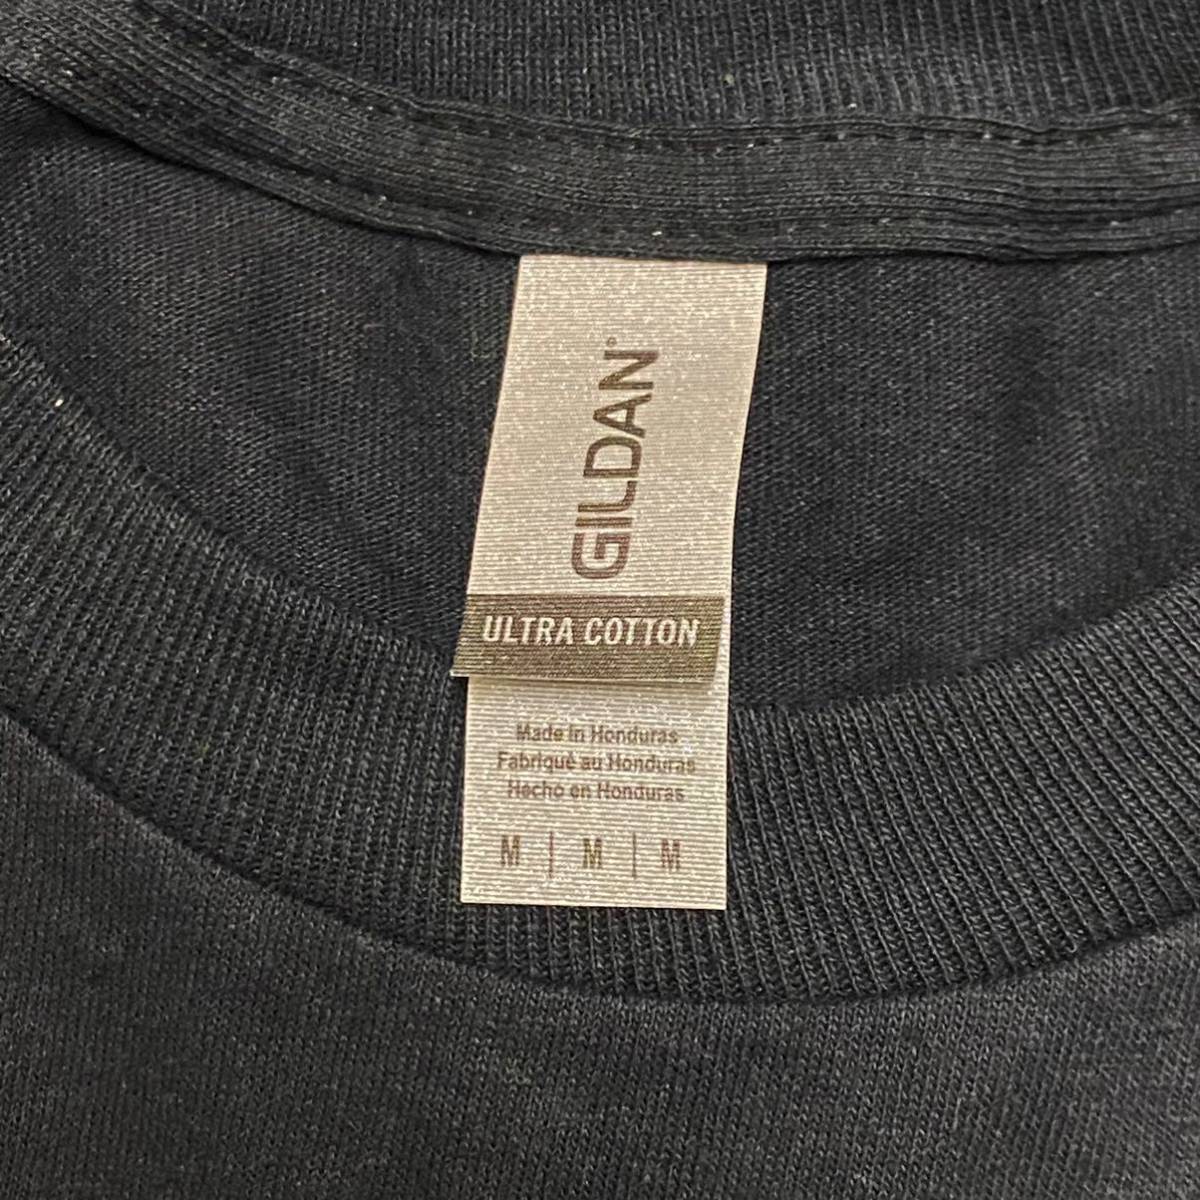 GILDAN®
ULTRA COTTON
Made in Honduras
Fabriqué au Honduras
Hecho en Honduras
M | M | M